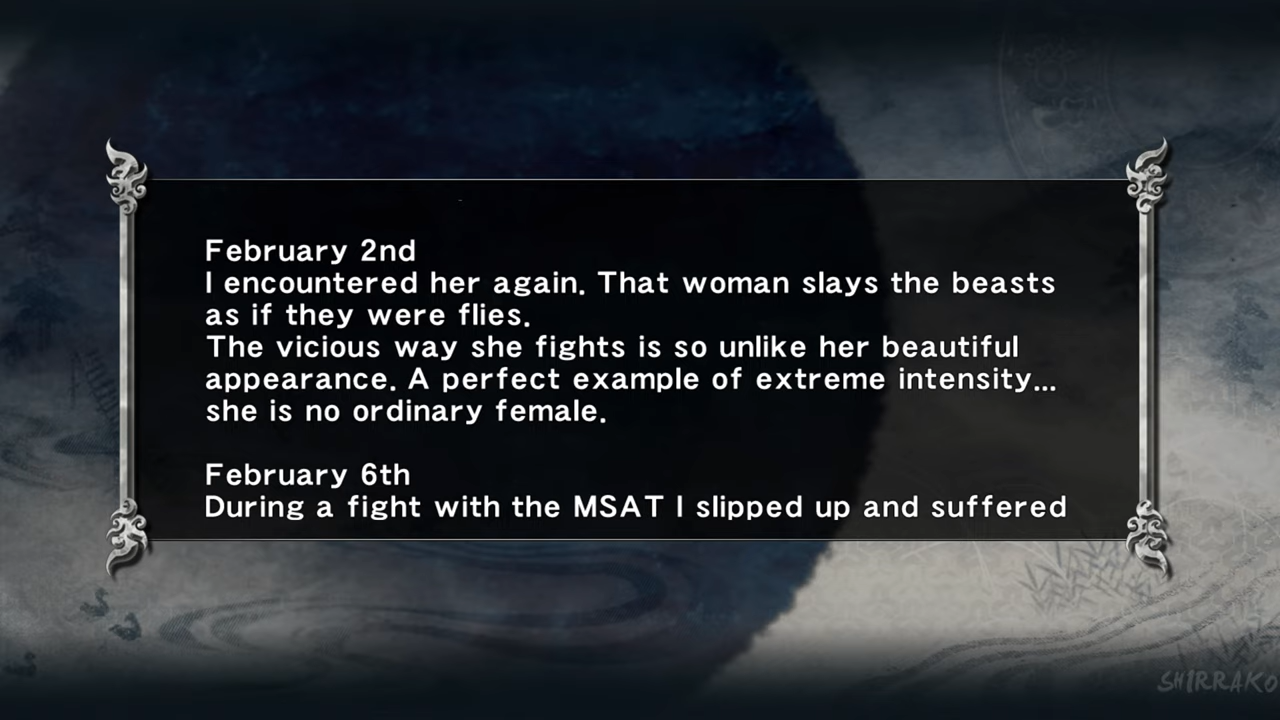 February 2nd
I encountered her again. That woman slays the beasts
as if they were flies.
The vicious way she fights is so unlike her beautiful
appearance. A perfect example of extreme intensity...
she is no ordinary female.
February 6th
During a fight with the MSAT I slipped up and suffered
SHIRRAKO